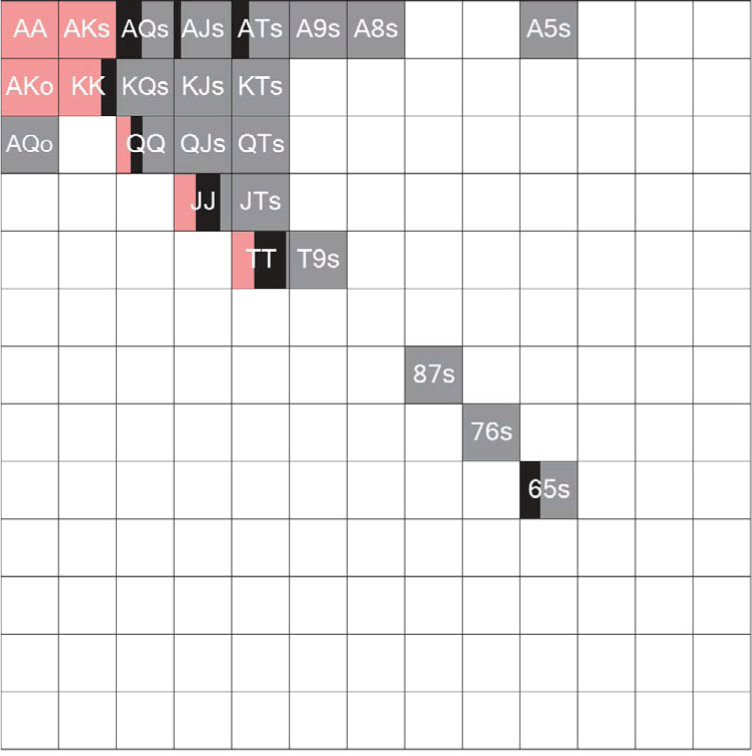 AA AKs AQs AJs ATs A9s A8s A5s
AKo KK KQs KJs KTs
AQo QQ QJs QTs
JJ JTs
TT T9s
87s
76s
65s